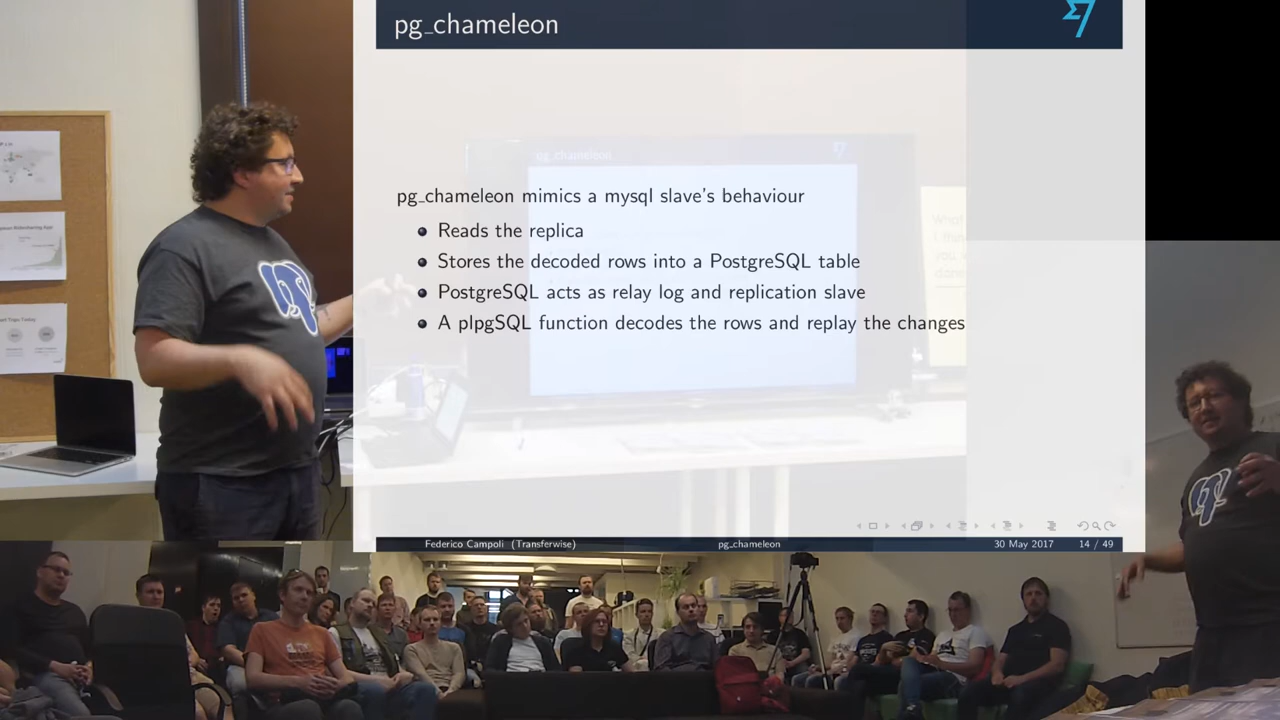 pg_chameleon
pg_chameleon mimics a mysql slave's behaviour
Reads the replica
Stores the decoded rows into a PostgreSQL table
PostgreSQL acts as relay log and replication slave
A plpgSQL function decodes the rows and replay the changes
Federico Campoli (Transferwise) pg_chameleon 30 May 2017 14 / 49
pg_chameleon